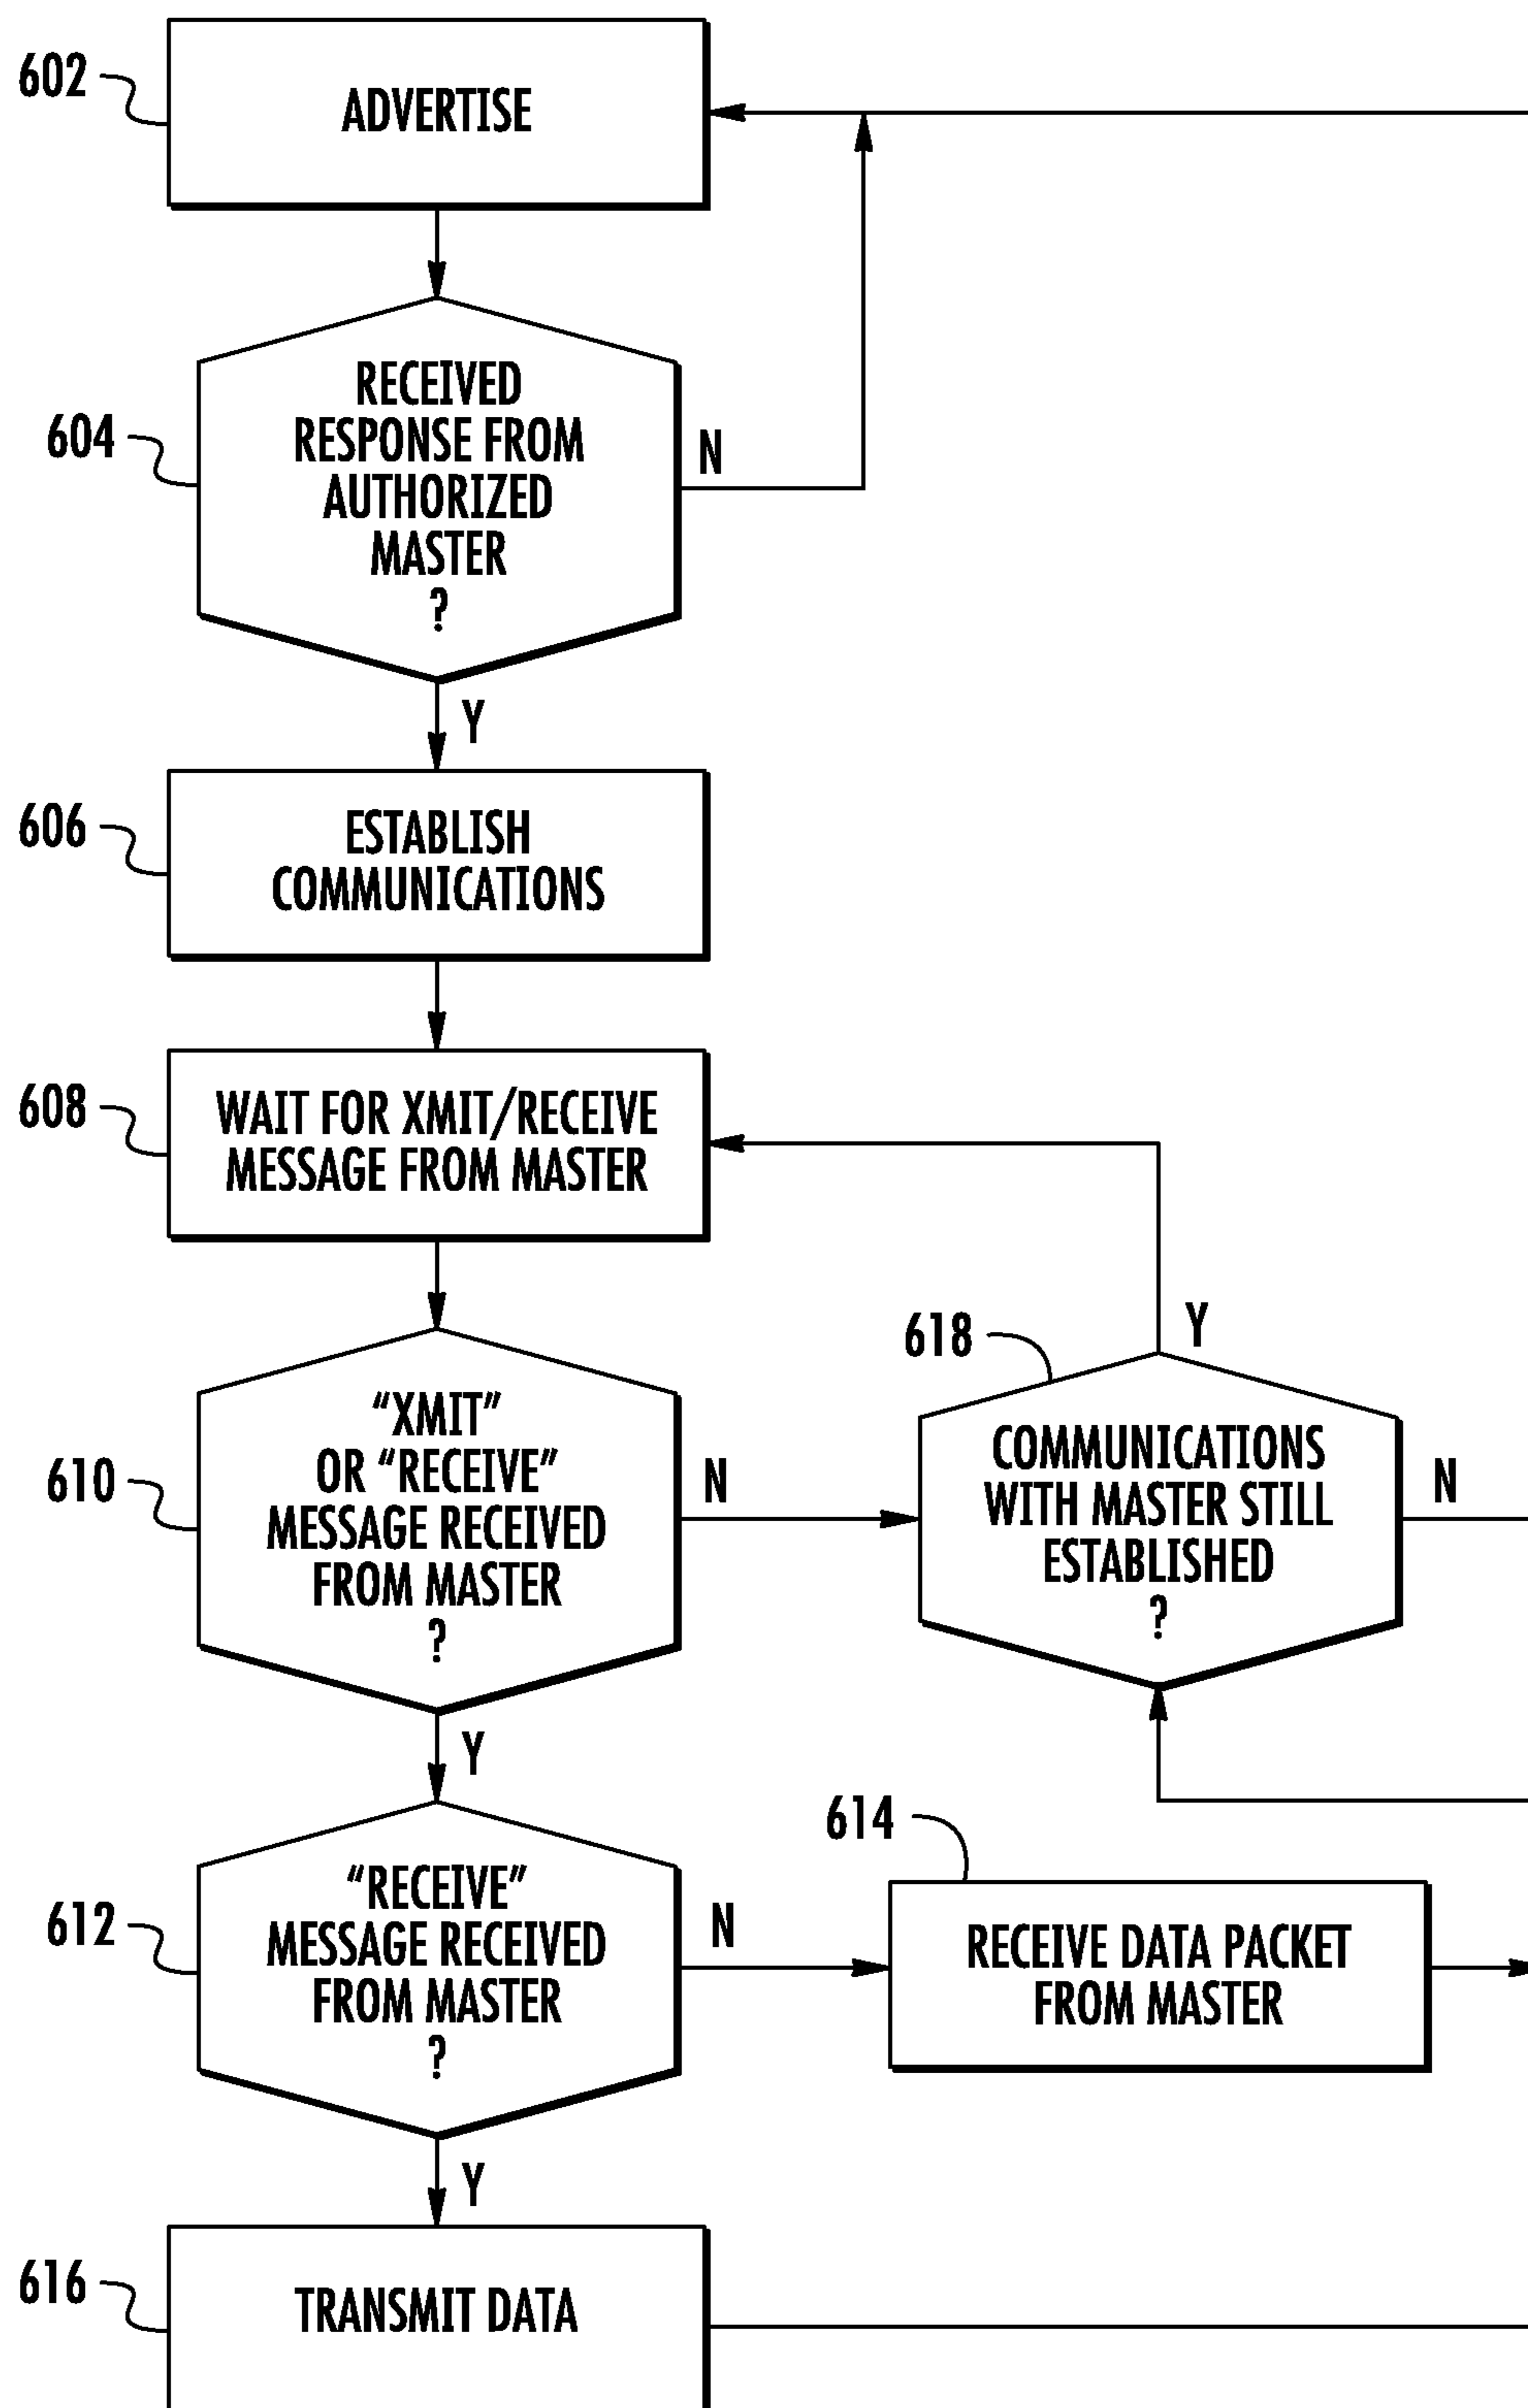 602
ADVERTISE
604
RECEIVED
RESPONSE FROM
AUTHORIZED
MASTER
?
N
Y
606
ESTABLISH
COMMUNICATIONS
608
WAIT FOR XMIT/RECEIVE
MESSAGE FROM MASTER
610
“XMIT”
OR “RECEIVE”
MESSAGE RECEIVED
FROM MASTER
?
N
Y
618
Y
COMMUNICATIONS
WITH MASTER STILL
ESTABLISHED
?
N
612
“RECEIVE”
MESSAGE RECEIVED
FROM MASTER
?
N
Y
614
RECEIVE DATA PACKET
FROM MASTER
616
TRANSMIT DATA